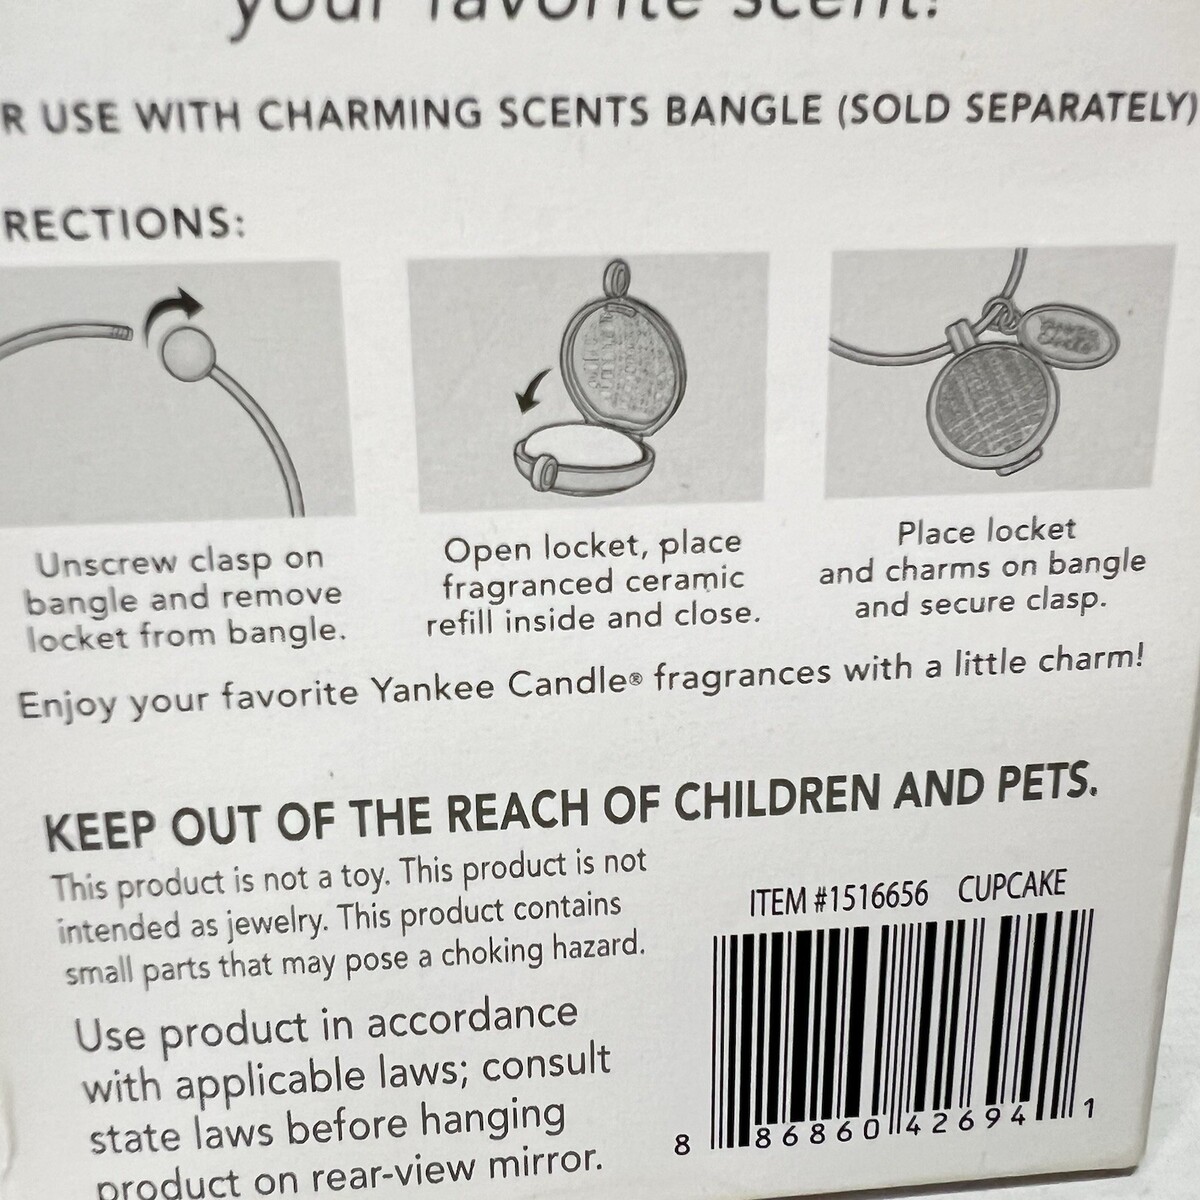 your favorite scent!
R USE WITH CHARMING SCENTS BANGLE (SOLD SEPARATELY)
RECTIONS:
Unscrew clasp on
bangle and remove
locket from bangle.
Open locket, place
fragranced ceramic
refill inside and close.
Place locket
and charms on bangle
and secure clasp.
Enjoy your favorite Yankee Candle® fragrances with a little charm!
KEEP OUT OF THE REACH OF CHILDREN AND PETS.
This product is not a toy. This product is not
intended as jewelry. This product contains
small parts that may pose a choking hazard.
Use product in accordance
with applicable laws; consult
state laws before hanging
product on rear-view mirror.
ITEM #1516656 CUPCAKE
8 86860 42694 1